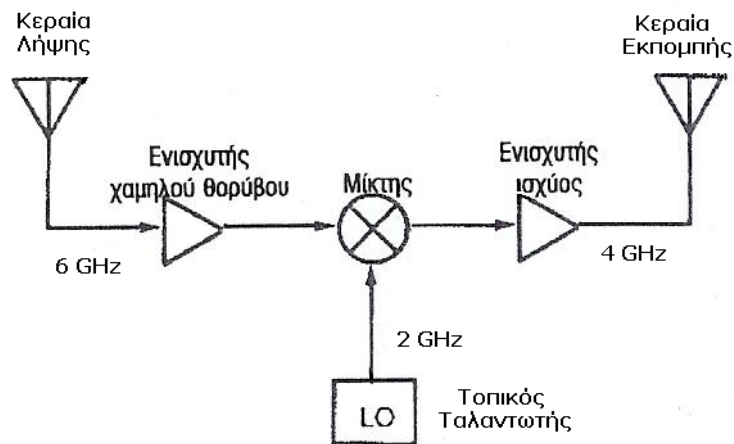 Κεραία
Λήψης
Κεραία
Εκπομπής
Ενισχυτής
χαμηλού θορύβου
Μίκτης
Ενισχυτής
ισχύος
6 GHz
4 GHz
2 GHz
LO
Τοπικός
Ταλαντωτής